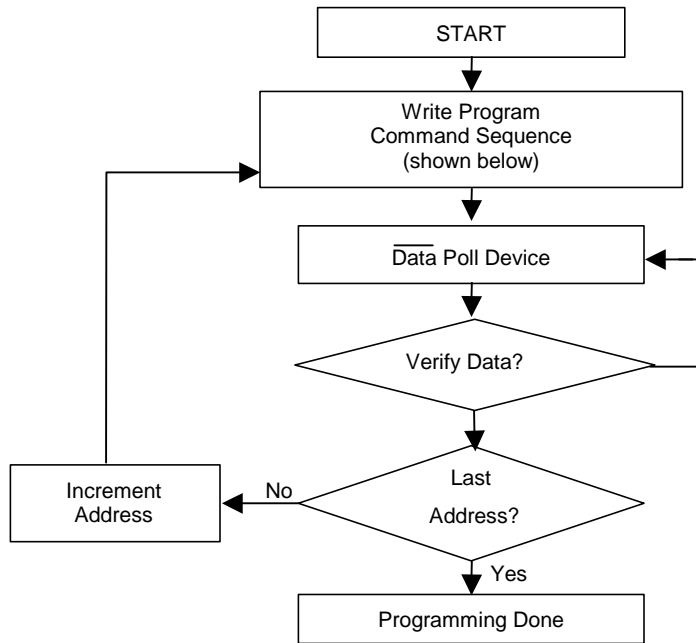 START
Write Program
Command Sequence
(shown below)
Data Poll Device
Verify Data?
Last
Address?
No
Increment
Address
Yes
Programming Done